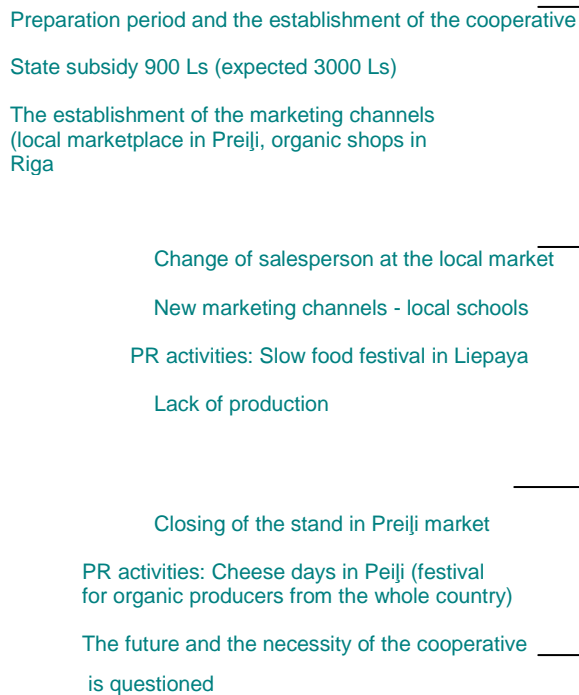 Preparation period and the establishment of the cooperative
State subsidy 900 Ls (expected 3000 Ls)
The establishment of the marketing channels
(local marketplace in Preiļi, organic shops in
Riga
Change of salesperson at the local market
New marketing channels - local schools
PR activities: Slow food festival in Liepaya
Lack of production
Closing of the stand in Preiļi market
PR activities: Cheese days in Peiļi (festival
for organic producers from the whole country)
The future and the necessity of the cooperative
is questioned